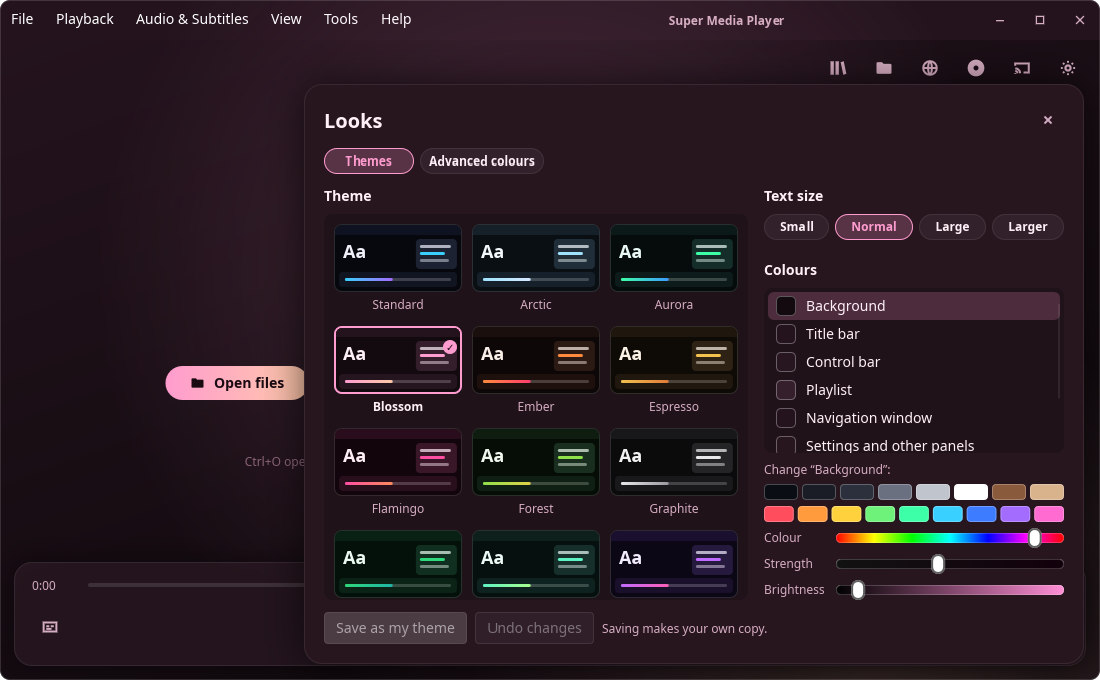 File Playback Audio & Subtitles View Tools Help Super Media Player
Looks
Themes Advanced colours
Theme
Aa Aa Aa
Standard Arctic Aurora
Aa Aa Aa
Blossom Ember Espresso
Aa Aa Aa
Flamingo Forest Graphite
Aa Aa Aa
Save as my theme Undo changes Saving makes your own copy.
Text size
Small Normal Large Larger
Colours
Background
Title bar
Control bar
Playlist
Navigation window
Settings and other panels
Change “Background”:
Colour
Strength
Brightness
Open files
Ctrl+O ope
0:00